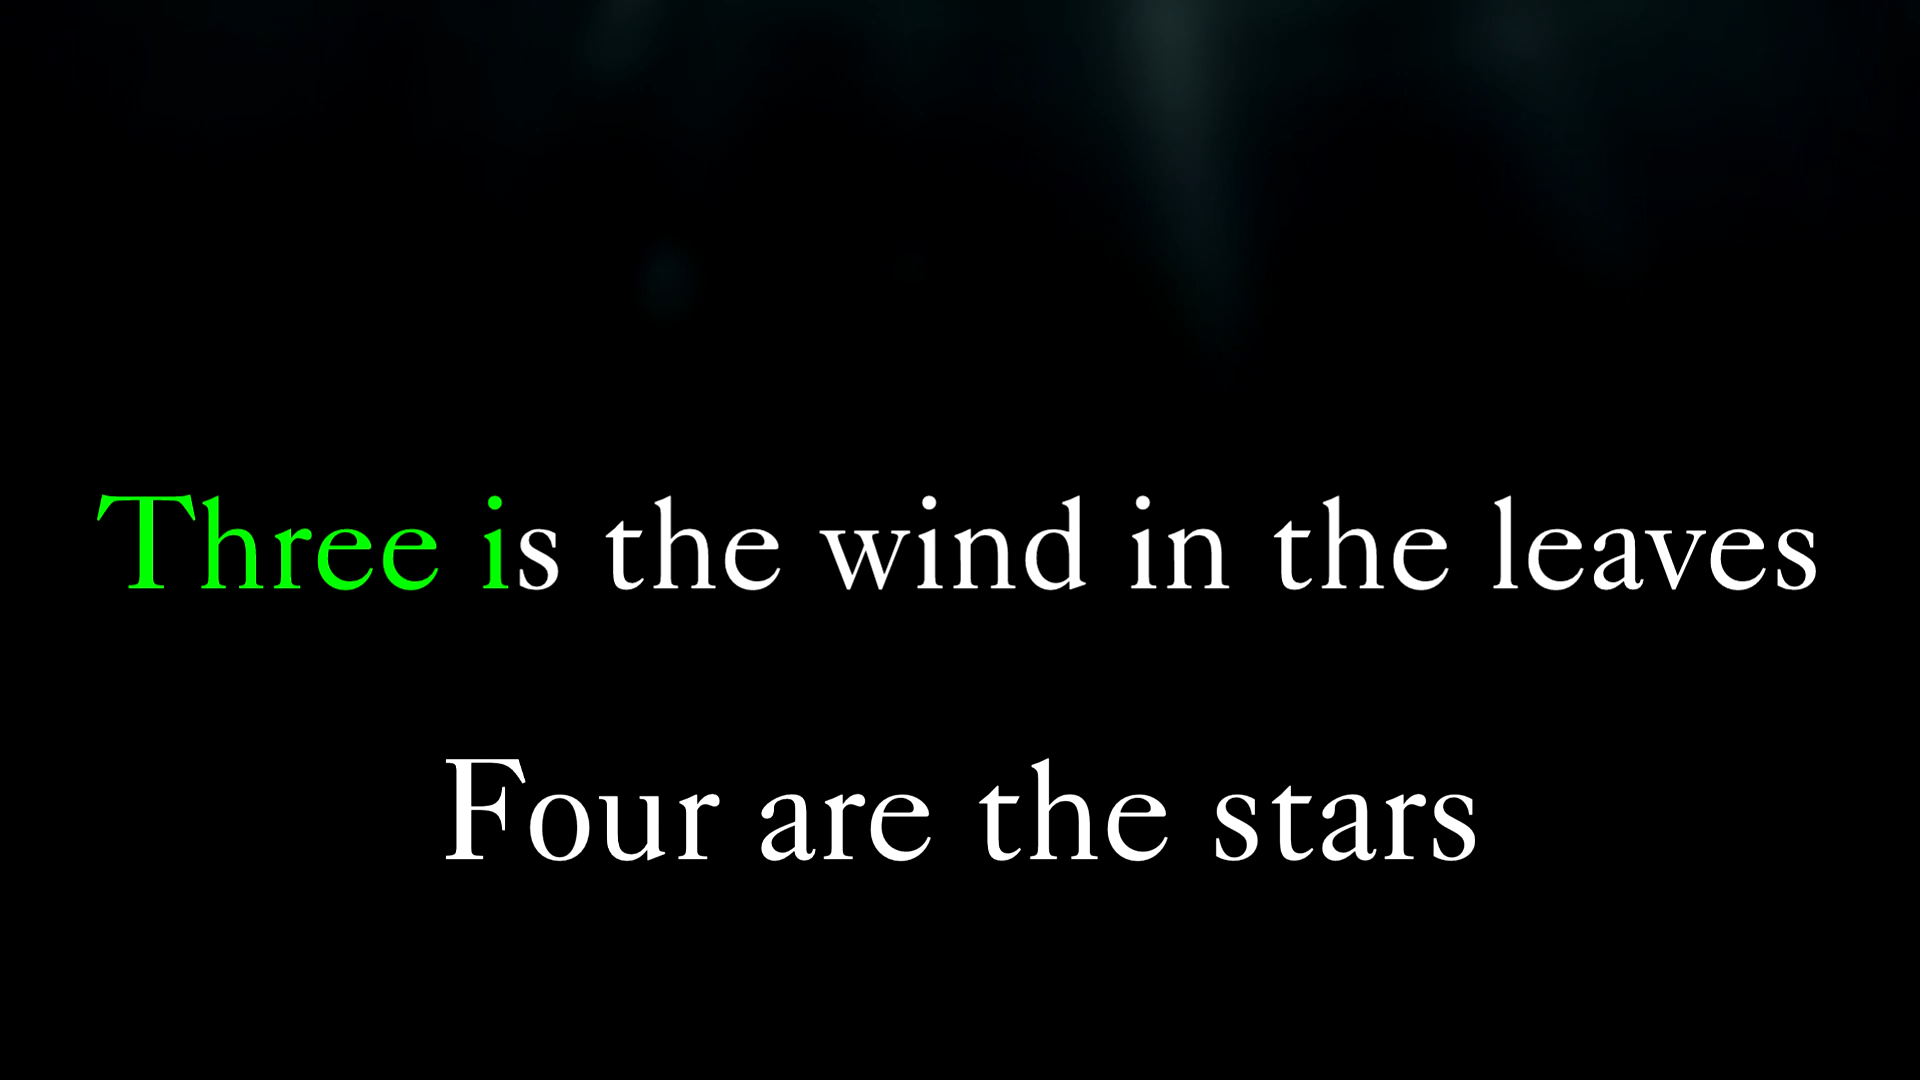 Three is the wind in the leaves
Four are the stars